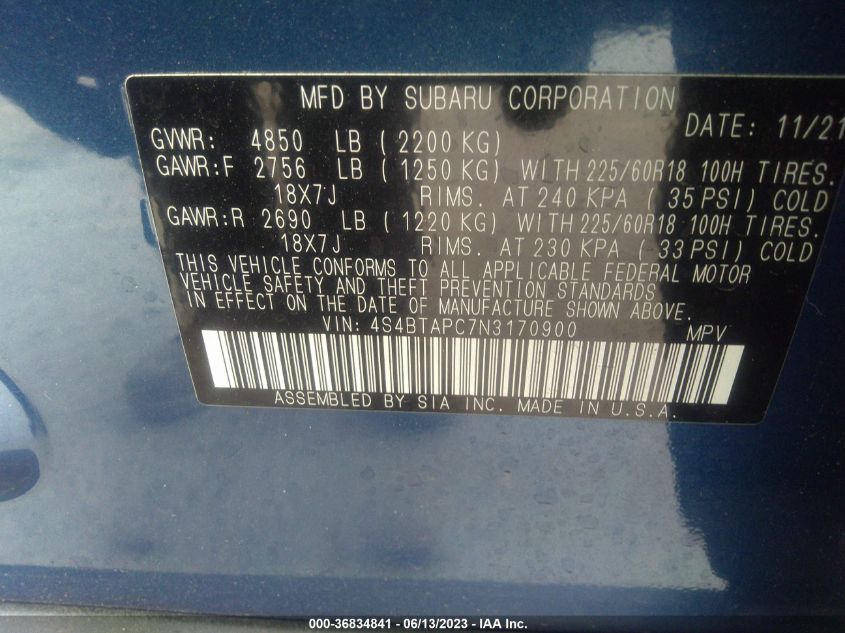 MFD BY SUBARU CORPORATION
DATE: 11/21
GVWR: 4850 LB ( 2200 KG)
GAWR:F 2756 LB ( 1250 KG) WITH 225/60R18 100H TIRES.
18X7J RIMS. AT 240 KPA ( 35 PSI) COLD
GAWR:R 2690 LB ( 1220 KG) WITH 225/60R18 100H TIRES.
18X7J RIMS. AT 230 KPA ( 33 PSI) COLD
THIS VEHICLE CONFORMS TO ALL APPLICABLE FEDERAL MOTOR
VEHICLE SAFETY AND THEFT PREVENTION STANDARDS
IN EFFECT ON THE DATE OF MANUFACTURE SHOWN ABOVE.
VIN: 4S4BTAPC7N3170900 MPV
ASSEMBLED BY SIA INC. MADE IN U.S.A.
000-36834841 - 06/13/2023 - IAA Inc.